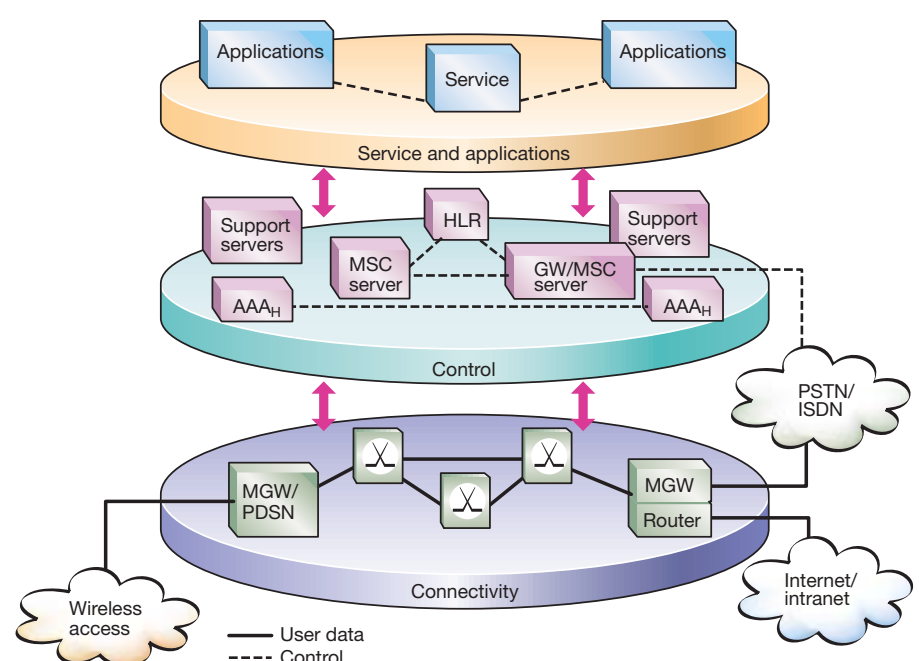 Applications
Service
Applications
Service and applications
Support
servers
HLR
Support
servers
MSC
server
GW/MSC
server
AAAH
AAAH
Control
PSTN/
ISDN
MGW/
PDSN
MGW
Router
Connectivity
Wireless
access
Internet/
intranet
User data
Control